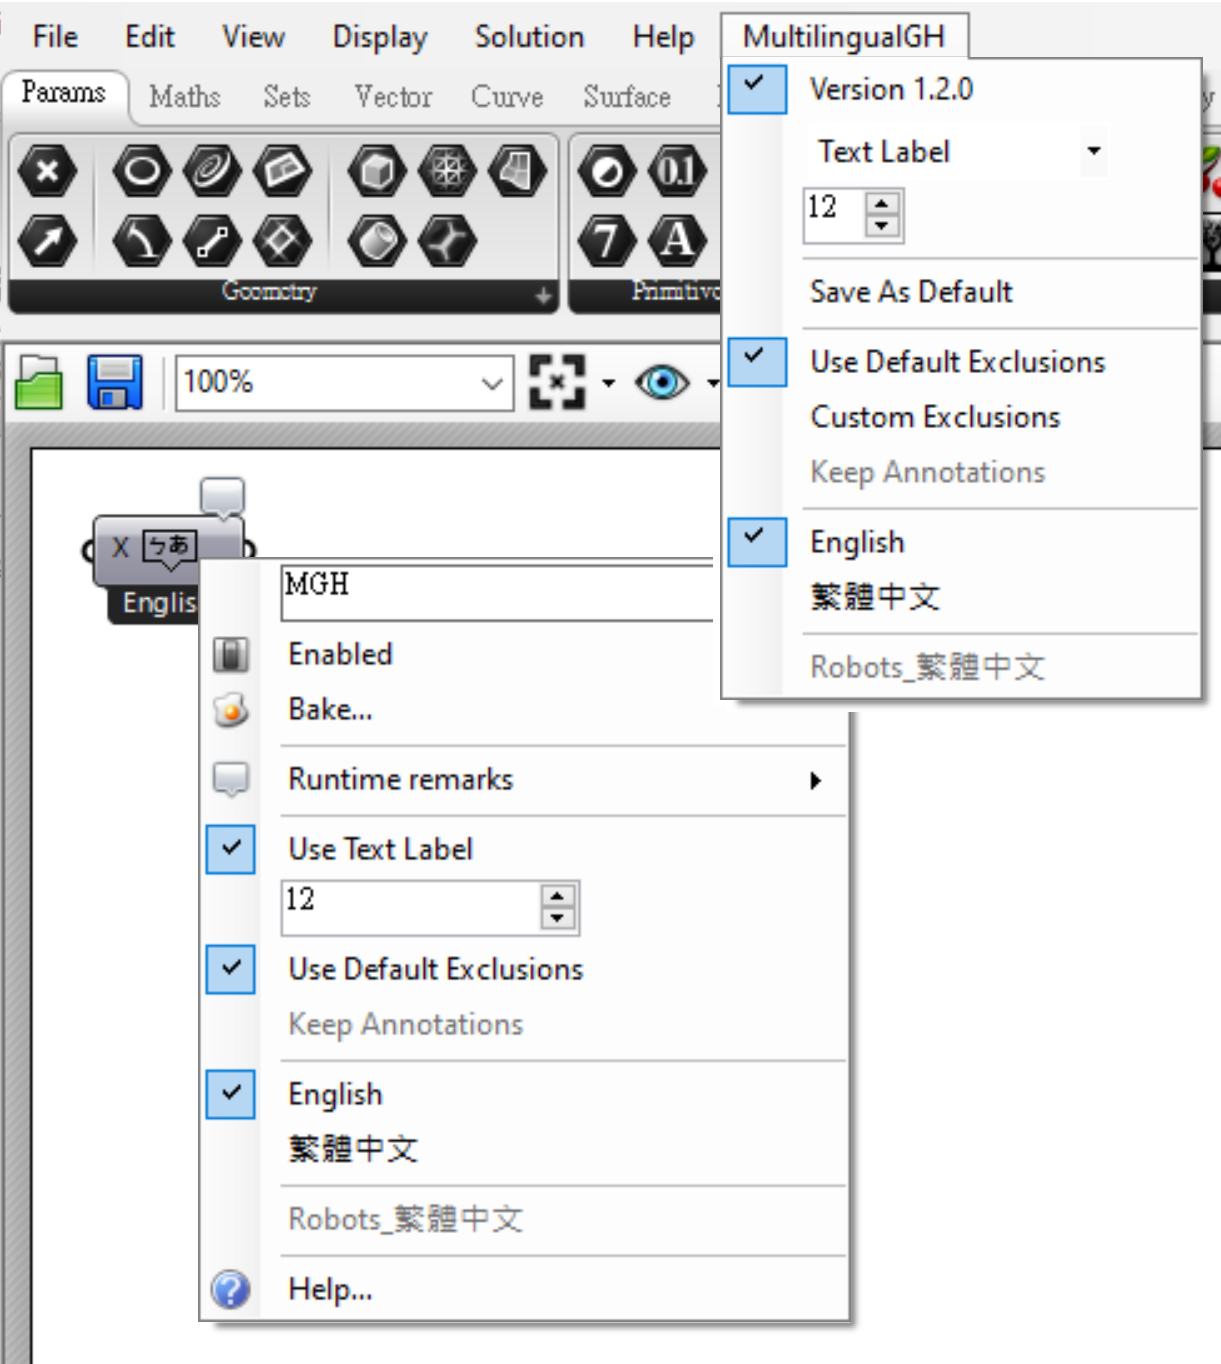 File Edit View Display Solution Help MultilingualGH
Params Maths Sets Vector Curve Surface
Version 1.2.0
Text Label
0.1
12
7 A
Geometry
Save As Default
100%
Use Default Exclusions
Custom Exclusions
Keep Annotations
English
繁體中文
Robots_繁體中文
X ㄅあ
MGH
Enabled
Bake...
Runtime remarks
Use Text Label
12
Use Default Exclusions
Keep Annotations
English
繁體中文
Robots_繁體中文
Help...